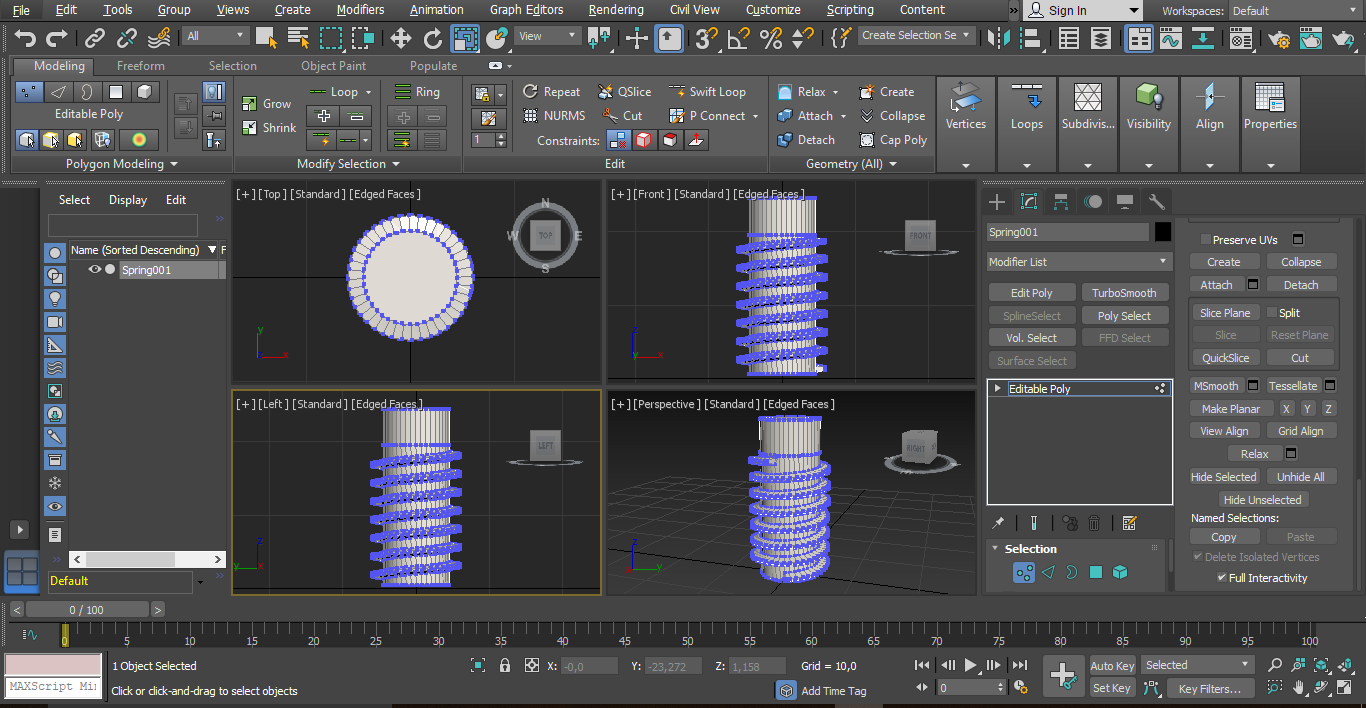 File Edit Tools Group Views Create Modifiers Animation Graph Editors Rendering Civil View Customize Scripting Content » Sign In Workspaces: Default
All View Create Selection Se
Modeling Freeform Selection Object Paint Populate
Editable Poly
Polygon Modeling
Grow
Shrink
Loop Ring
Modify Selection
1
Repeat QSlice Swift Loop
NURMS Cut P Connect
Constraints:
Edit
Relax Create
Attach Collapse
Detach Cap Poly
Geometry (All)
Vertices Loops Subdivis... Visibility Align Properties
Select Display Edit
Name (Sorted Descending) F
Spring001
Default
[+] [Top] [Standard] [Edged Faces]
N
W TOP E
S
y
z x
[+] [Front] [Standard] [Edged Faces]
FRONT
z
y x
[+] [Left] [Standard] [Edged Faces]
LEFT
z
y x
[+] [Perspective] [Standard] [Edged Faces]
RIGHT
z
x y
Spring001
Modifier List
Edit Poly TurboSmooth
SplineSelect Poly Select
Vol. Select FFD Select
Surface Select
Editable Poly
Selection
Preserve UVs
Create Collapse
Attach Detach
Slice Plane Split
Slice Reset Plane
QuickSlice Cut
MSmooth Tessellate
Make Planar X Y Z
View Align Grid Align
Relax
Hide Selected Unhide All
Hide Unselected
Named Selections:
Copy Paste
Delete Isolated Vertices
Full Interactivity
< 0 / 100 >
0 5 10 15 20 25 30 35 40 45 50 55 60 65 70 75 80 85 90 95 100
1 Object Selected X: -0,0 Y: -23,272 Z: 1,158 Grid = 10,0
MAXScript Mi
Click or click-and-drag to select objects
Add Time Tag
0
Auto Key Selected
Set Key Key Filters...